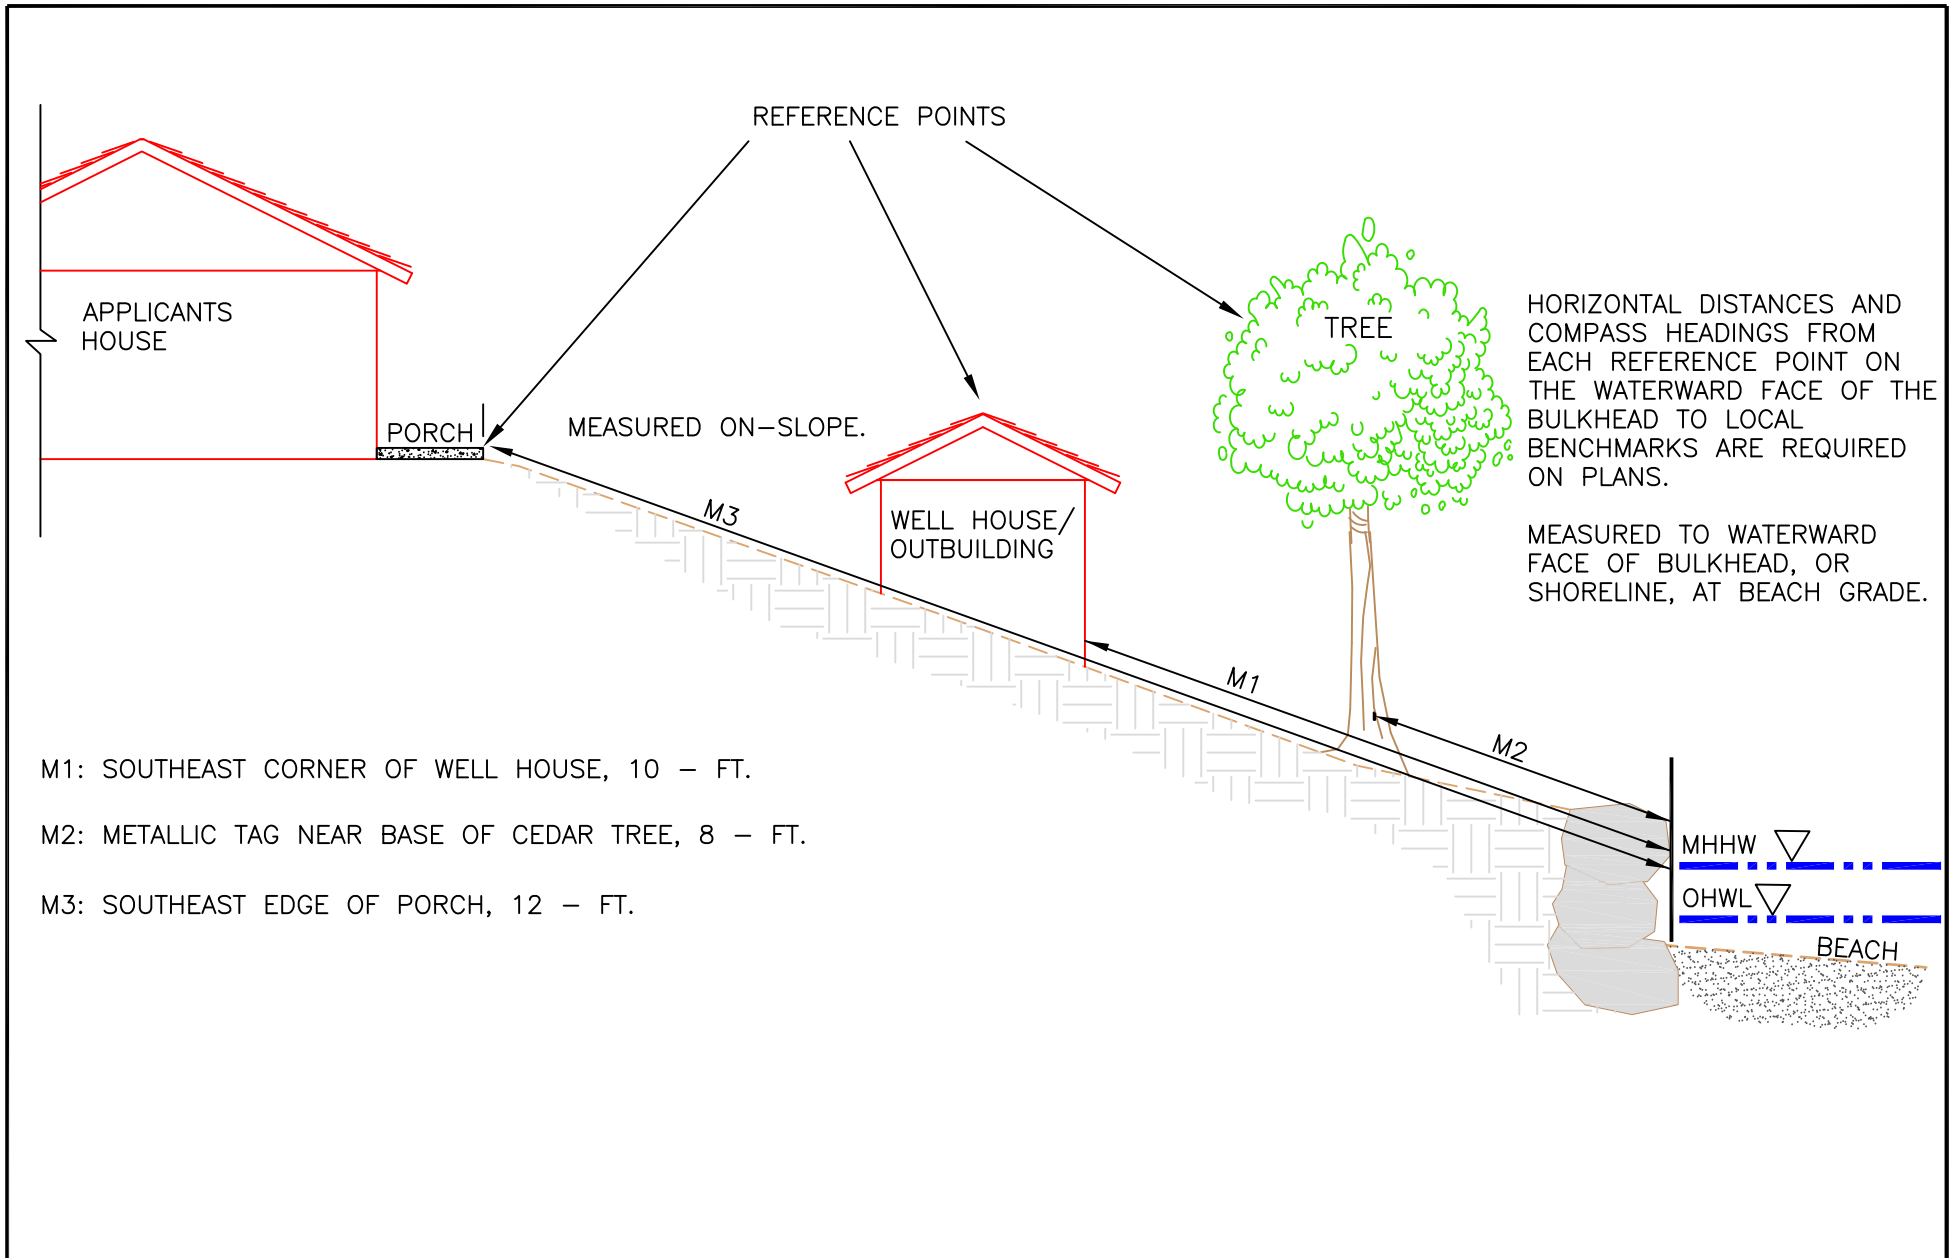 REFERENCE POINTS
APPLICANTS
HOUSE
PORCH
MEASURED ON-SLOPE.
M3
WELL HOUSE/
OUTBUILDING
TREE
HORIZONTAL DISTANCES AND
COMPASS HEADINGS FROM
EACH REFERENCE POINT ON
THE WATERWARD FACE OF THE
BULKHEAD TO LOCAL
BENCHMARKS ARE REQUIRED
ON PLANS.
MEASURED TO WATERWARD
FACE OF BULKHEAD, OR
SHORELINE, AT BEACH GRADE.
M1
M2
M1: SOUTHEAST CORNER OF WELL HOUSE, 10 - FT.
M2: METALLIC TAG NEAR BASE OF CEDAR TREE, 8 - FT.
M3: SOUTHEAST EDGE OF PORCH, 12 - FT.
MHHW
OHWL
BEACH